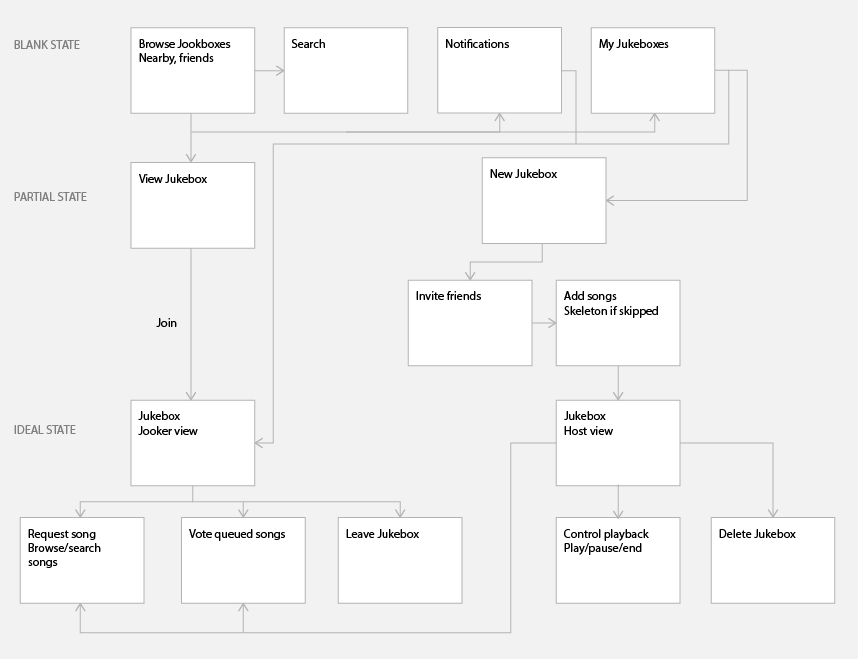 BLANK STATE
Browse Jookboxes
Nearby, friends
Search
Notifications
My Jukeboxes
PARTIAL STATE
View Jukebox
New Jukebox
Invite friends
Add songs
Skeleton if skipped
Join
IDEAL STATE
Jukebox
Jooker view
Jukebox
Host view
Request song
Browse/search
songs
Vote queued songs
Leave Jukebox
Control playback
Play/pause/end
Delete Jukebox